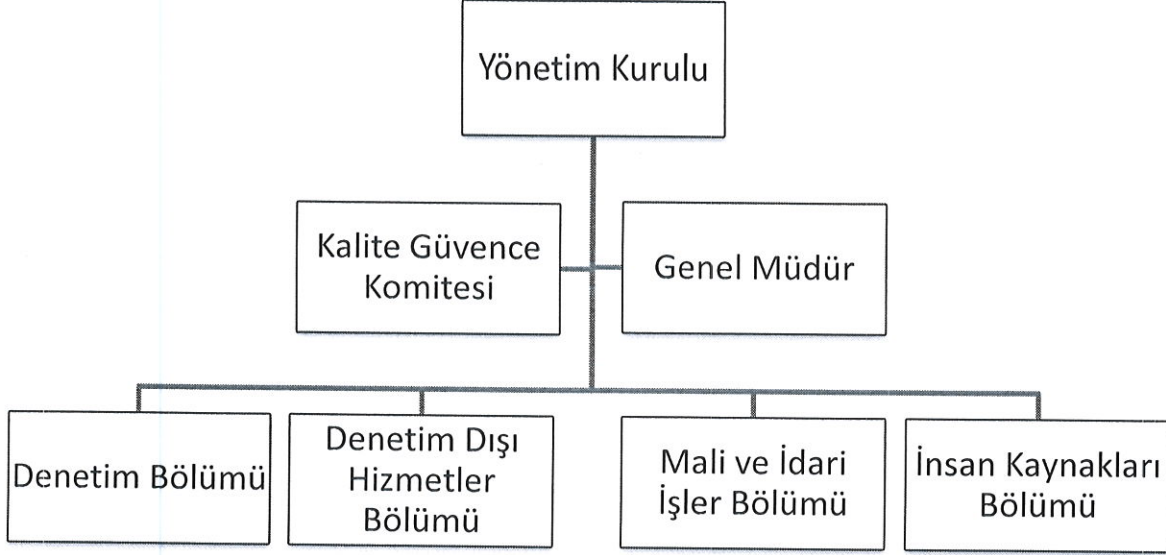 Yönetim Kurulu
Kalite Güvence
Komitesi
Genel Müdür
Denetim Bölümü
Denetim Dışı
Hizmetler
Bölümü
Mali ve İdari
İşler Bölümü
İnsan Kaynakları
Bölümü